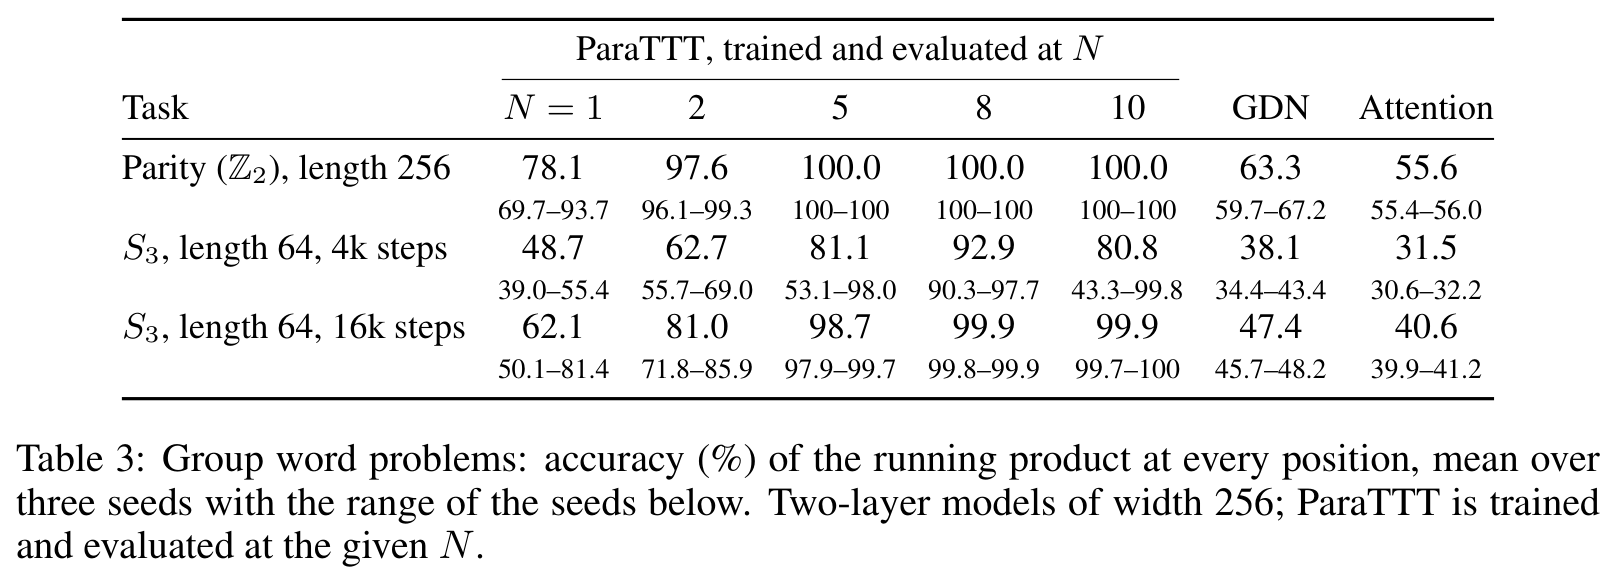 ParaTTT, trained and evaluated at N
Task N = 1 2 5 8 10 GDN Attention
Parity (ℤ₂), length 256 78.1 97.6 100.0 100.0 100.0 63.3 55.6
69.7–93.7 96.1–99.3 100–100 100–100 100–100 59.7–67.2 55.4–56.0
S₃, length 64, 4k steps 48.7 62.7 81.1 92.9 80.8 38.1 31.5
39.0–55.4 55.7–69.0 53.1–98.0 90.3–97.7 43.3–99.8 34.4–43.4 30.6–32.2
S₃, length 64, 16k steps 62.1 81.0 98.7 99.9 99.9 47.4 40.6
50.1–81.4 71.8–85.9 97.9–99.7 99.8–99.9 99.7–100 45.7–48.2 39.9–41.2
Table 3: Group word problems: accuracy (%) of the running product at every position, mean over
three seeds with the range of the seeds below. Two-layer models of width 256; ParaTTT is trained
and evaluated at the given N.